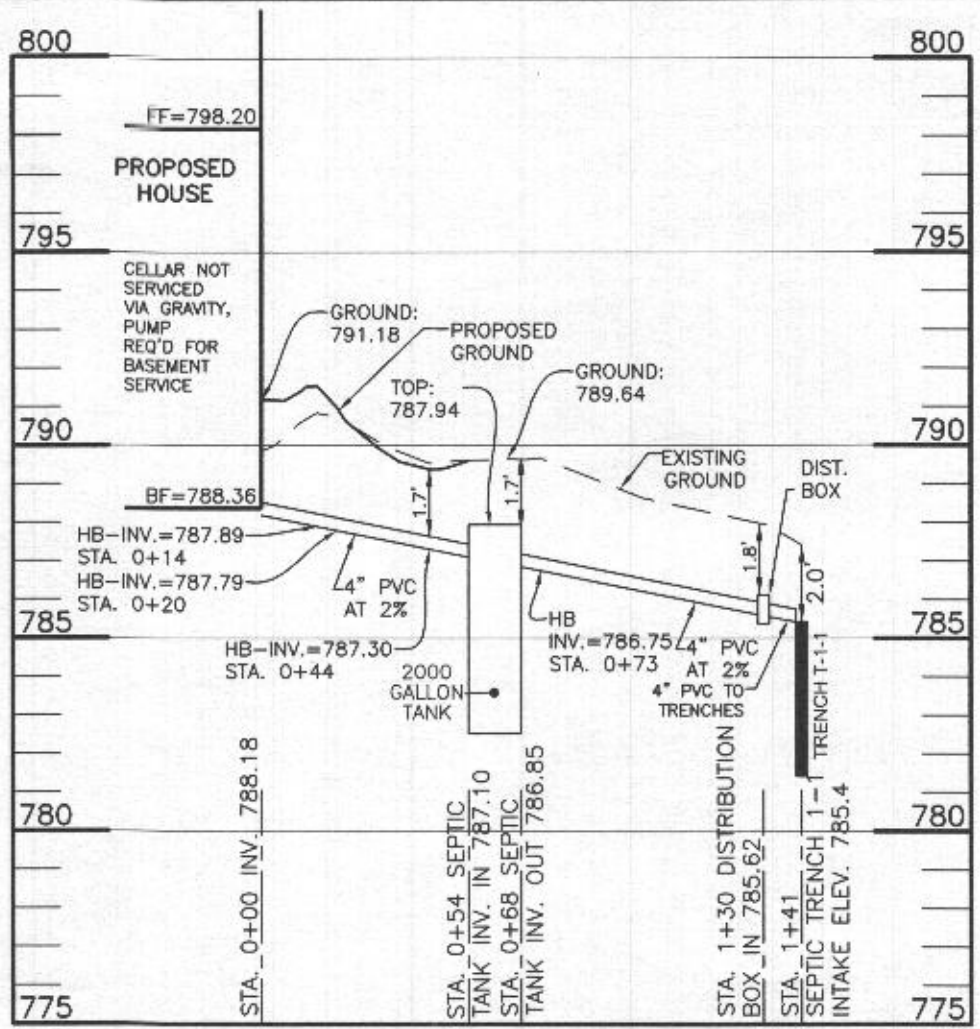 800
800
FF=798.20
PROPOSED
HOUSE
795
795
CELLAR NOT
SERVICED
VIA GRAVITY,
PUMP
REQ'D FOR
BASEMENT
SERVICE
GROUND:
791.18
PROPOSED
GROUND
TOP:
787.94
GROUND:
789.64
790
790
EXISTING
GROUND
DIST.
BOX
1.7'
1.7'
1.8'
2.0'
BF=788.36
HB-INV.=787.89
STA. 0+14
HB-INV.=787.79
STA. 0+20
4" PVC
AT 2%
785
785
HB-INV.=787.30
STA. 0+44
HB
INV.=786.75
STA. 0+73
4" PVC
AT 2%
4" PVC TO
TRENCHES
2000
GALLON
TANK
TRENCH T-1-1
780
780
STA. 0+00 INV. 788.18
STA. 0+54 SEPTIC
TANK INV. IN 787.10
STA. 0+68 SEPTIC
TANK INV. OUT 786.85
STA. 1+30 DISTRIBUTION
BOX IN 785.62
STA. 1+41
SEPTIC TRENCH 1-1
INTAKE ELEV. 785.4
775
775